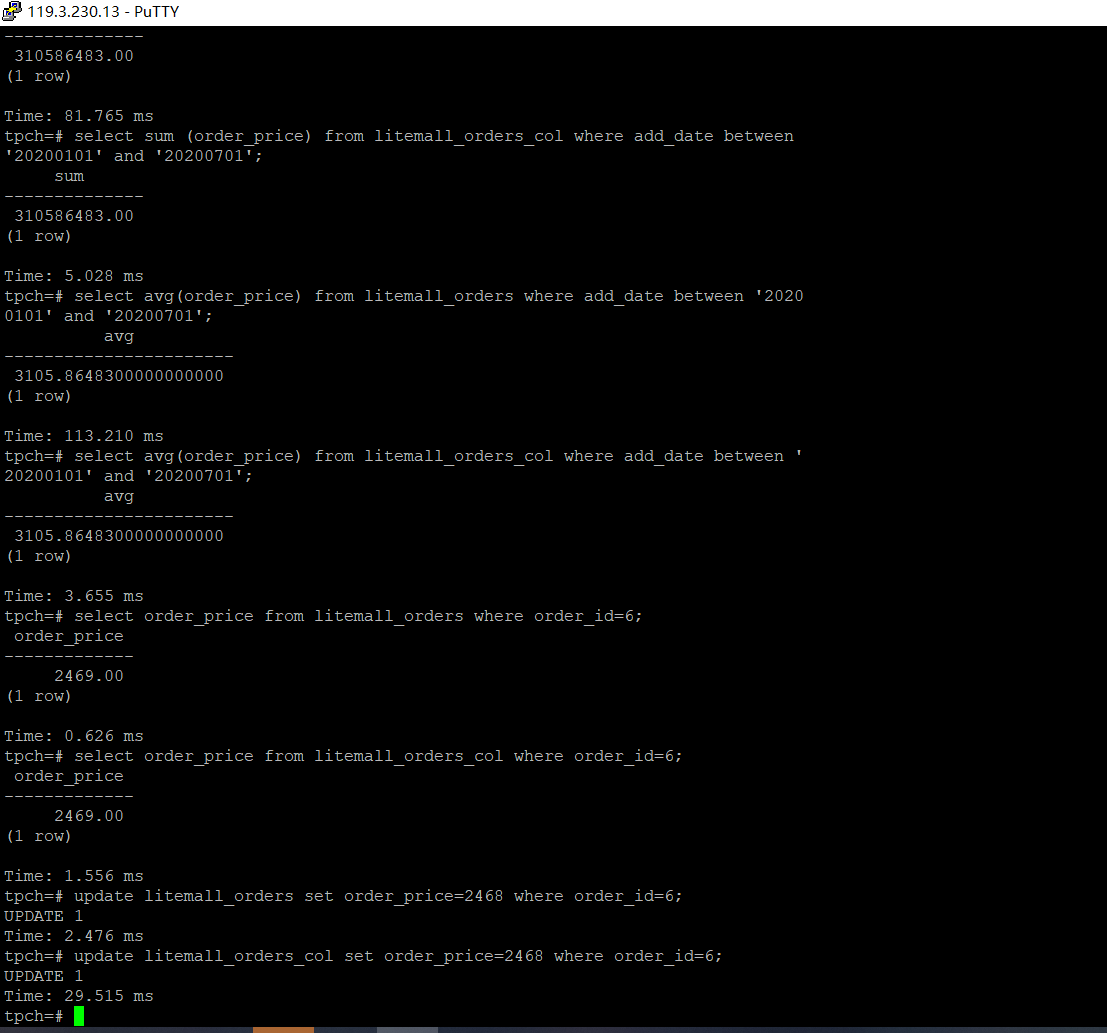 119.3.230.13 - PuTTY
--------------
310586483.00
(1 row)
Time: 81.765 ms
tpch=# select sum (order_price) from litemall_orders_col where add_date between
'20200101' and '20200701';
sum
--------------
310586483.00
(1 row)
Time: 5.028 ms
tpch=# select avg(order_price) from litemall_orders where add_date between '2020
0101' and '20200701';
avg
-----------------------
3105.8648300000000000
(1 row)
Time: 113.210 ms
tpch=# select avg(order_price) from litemall_orders_col where add_date between '
20200101' and '20200701';
avg
-----------------------
3105.8648300000000000
(1 row)
Time: 3.655 ms
tpch=# select order_price from litemall_orders where order_id=6;
order_price
-------------
2469.00
(1 row)
Time: 0.626 ms
tpch=# select order_price from litemall_orders_col where order_id=6;
order_price
-------------
2469.00
(1 row)
Time: 1.556 ms
tpch=# update litemall_orders set order_price=2468 where order_id=6;
UPDATE 1
Time: 2.476 ms
tpch=# update litemall_orders_col set order_price=2468 where order_id=6;
UPDATE 1
Time: 29.515 ms
tpch=#